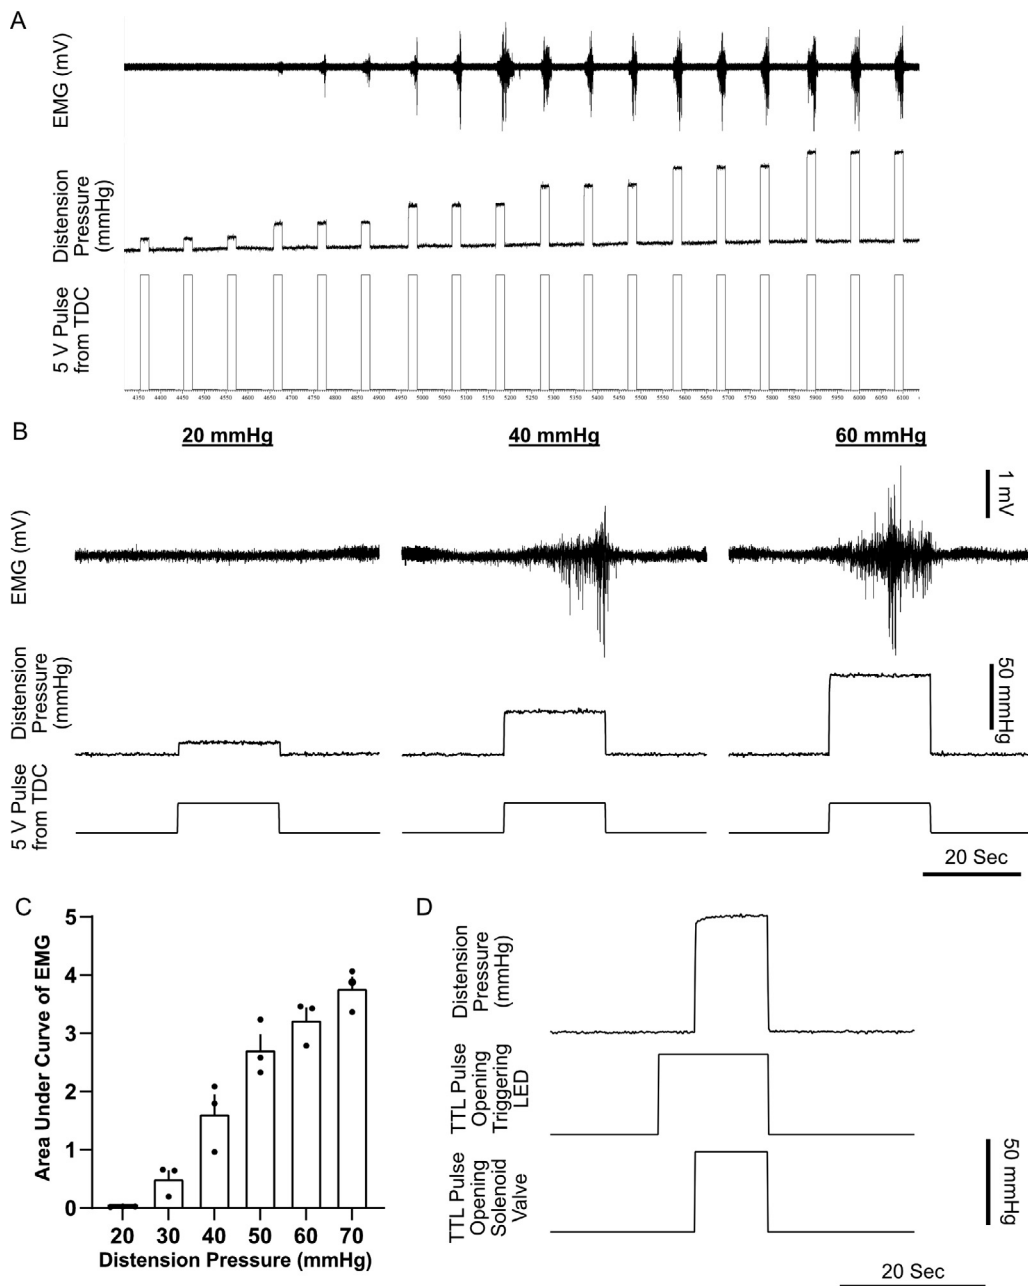 A
EMG (mV)
Distension
Pressure
(mmHg)
5 V Pulse
from TDC
4350 4400 4450 4500 4550 4600 4650 4700 4750 4800 4850 4900 4950 5000 5050 5100 5150 5200 5250 5300 5350 5400 5450 5500 5550 5600 5650 5700 5750 5800 5850 5900 5950 6000 6050 6100
B
20 mmHg
40 mmHg
60 mmHg
EMG (mV)
1 mV
Distension
Pressure
(mmHg)
50 mmHg
5 V Pulse
from TDC
20 Sec
C
Area Under Curve of EMG
5
4
3
2
1
0
20 30 40 50 60 70
Distension Pressure (mmHg)
D
Distension
Pressure
(mmHg)
TTL Pulse
Opening
Triggering
LED
TTL Pulse
Opening
Solenoid
Valve
50 mmHg
20 Sec